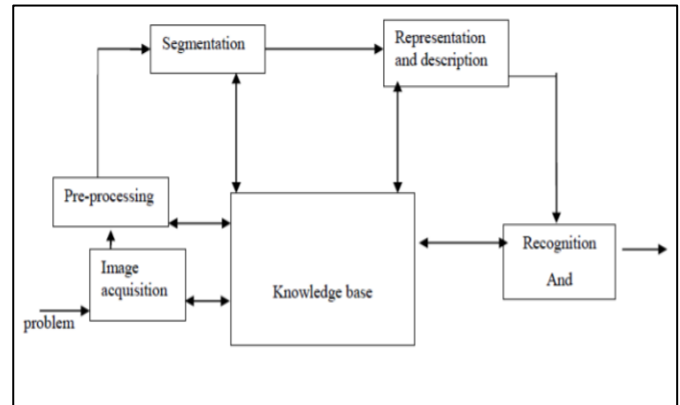 Segmentation
Representation
and description
Pre-processing
Image
acquisition
problem
Knowledge base
Recognition
And